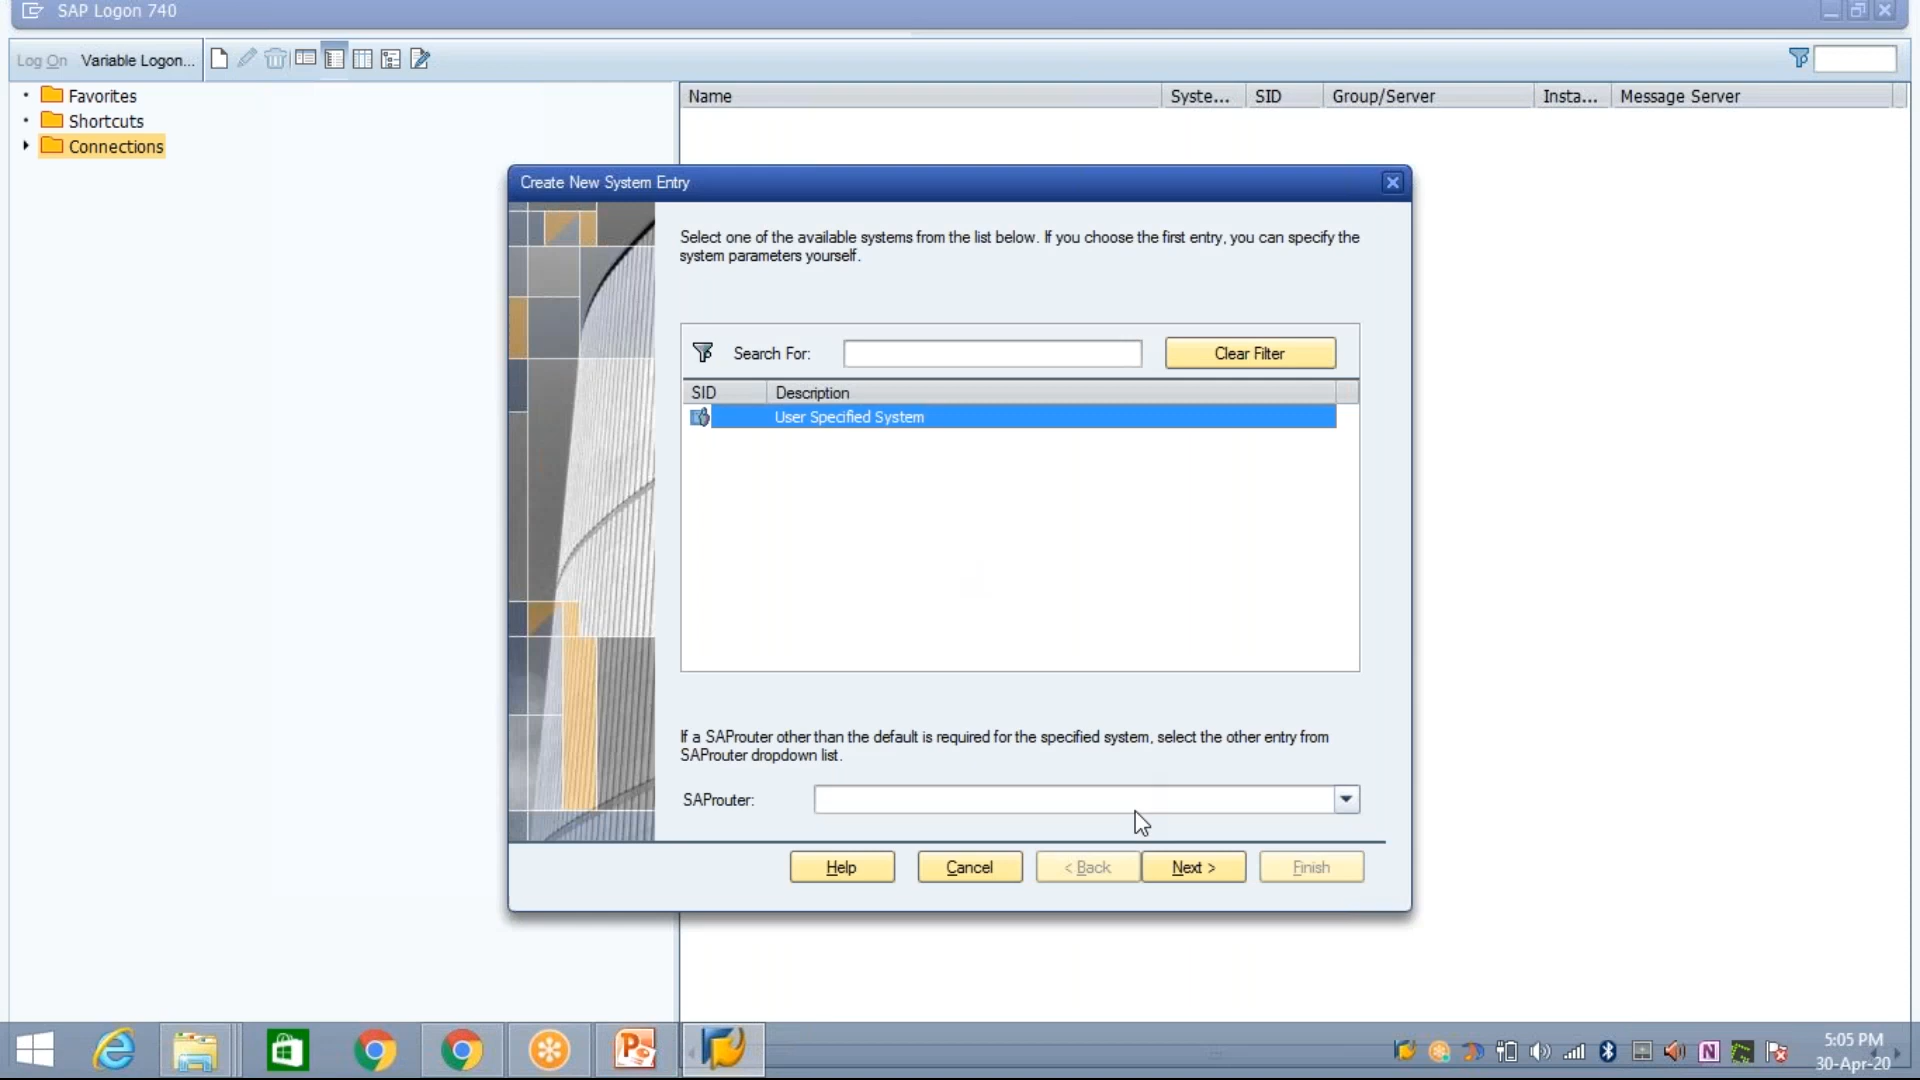 SAP Logon 740
Log On Variable Logon...
Favorites
Shortcuts
Connections
Name Syste... SID Group/Server Insta... Message Server
Create New System Entry
Select one of the available systems from the list below. If you choose the first entry, you can specify the
system parameters yourself.
Search For: Clear Filter
SID Description
User Specified System
If a SAProuter other than the default is required for the specified system, select the other entry from
SAProuter dropdown list.
SAProuter:
Help Cancel < Back Next > Finish
5:05 PM
30-Apr-20